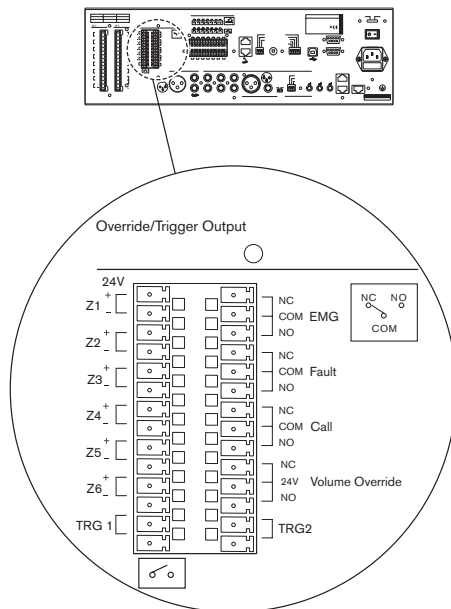 Override/Trigger Output
24V
Z1 + -
Z2 + -
Z3 + -
Z4 + -
Z5 + -
Z6 + -
TRG 1
NC
COM EMG
NO
NC
COM Fault
NO
NC
COM Call
NO
NC
24V Volume Override
NO
TRG2
NC NO
COM